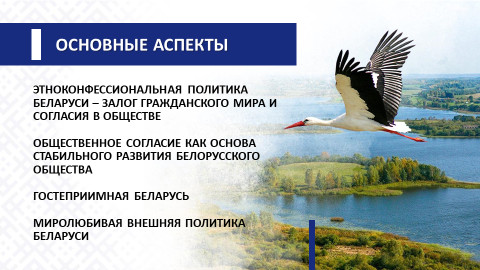 ОСНОВНЫЕ АСПЕКТЫ
ЭТНОКОНФЕССИОНАЛЬНАЯ ПОЛИТИКА
БЕЛАРУСИ – ЗАЛОГ ГРАЖДАНСКОГО МИРА И
СОГЛАСИЯ В ОБЩЕСТВЕ
ОБЩЕСТВЕННОЕ СОГЛАСИЕ КАК ОСНОВА
СТАБИЛЬНОГО РАЗВИТИЯ БЕЛОРУССКОГО
ОБЩЕСТВА
ГОСТЕПРИИМНАЯ БЕЛАРУСЬ
МИРОЛЮБИВАЯ ВНЕШНЯЯ ПОЛИТИКА
БЕЛАРУСИ